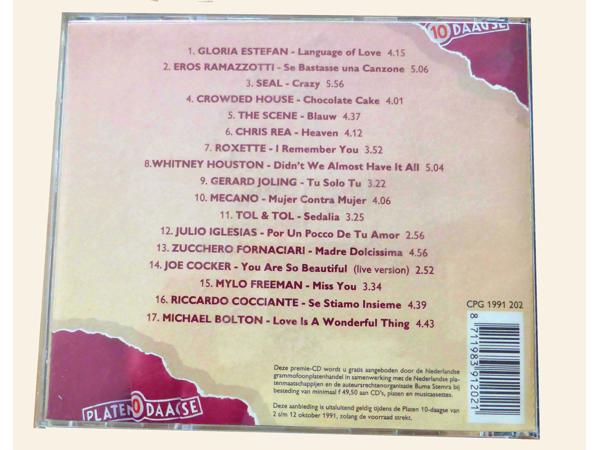 10 DAAGSE
1. GLORIA ESTEFAN - Language of Love 4.15
2. EROS RAMAZZOTTI - Se Bastasse una Canzone 5.06
3. SEAL - Crazy 5.56
4. CROWDED HOUSE - Chocolate Cake 4.01
5. THE SCENE - Blauw 4.37
6. CHRIS REA - Heaven 4.12
7. ROXETTE - I Remember You 3.52
8.WHITNEY HOUSTON - Didn't We Almost Have It All 5.04
9. GERARD JOLING - Tu Solo Tu 3.22
10. MECANO - Mujer Contra Mujer 4.06
11. TOL & TOL - Sedalia 3.25
12. JULIO IGLESIAS - Por Un Pocco De Tu Amor 2.56
13. ZUCCHERO FORNACIARI - Madre Dolcissima 4.56
14. JOE COCKER - You Are So Beautiful (live version) 2.52
15. MYLO FREEMAN - Miss You 3.34
16. RICCARDO COCCIANTE - Se Stiamo Insieme 4.39
17. MICHAEL BOLTON - Love Is A Wonderful Thing 4.43
CPG 1991 202
8 711983 912021
Deze premie-CD wordt u gratis aangeboden door de Nederlandse
grammofoonplatenhandel in samenwerking met de Nederlandse pla-
tenmaatschappijen en de auteursrechtenorganisatie Buma Stemra bij
besteding van minimaal f 49,50 aan CD's, platen en musicassettes.
Deze aanbieding is uitsluitend geldig tijdens de Platen 10-daagse van
2 t/m 12 oktober 1991, zolang de voorraad strekt.
PLATEN 10 DAAGSE